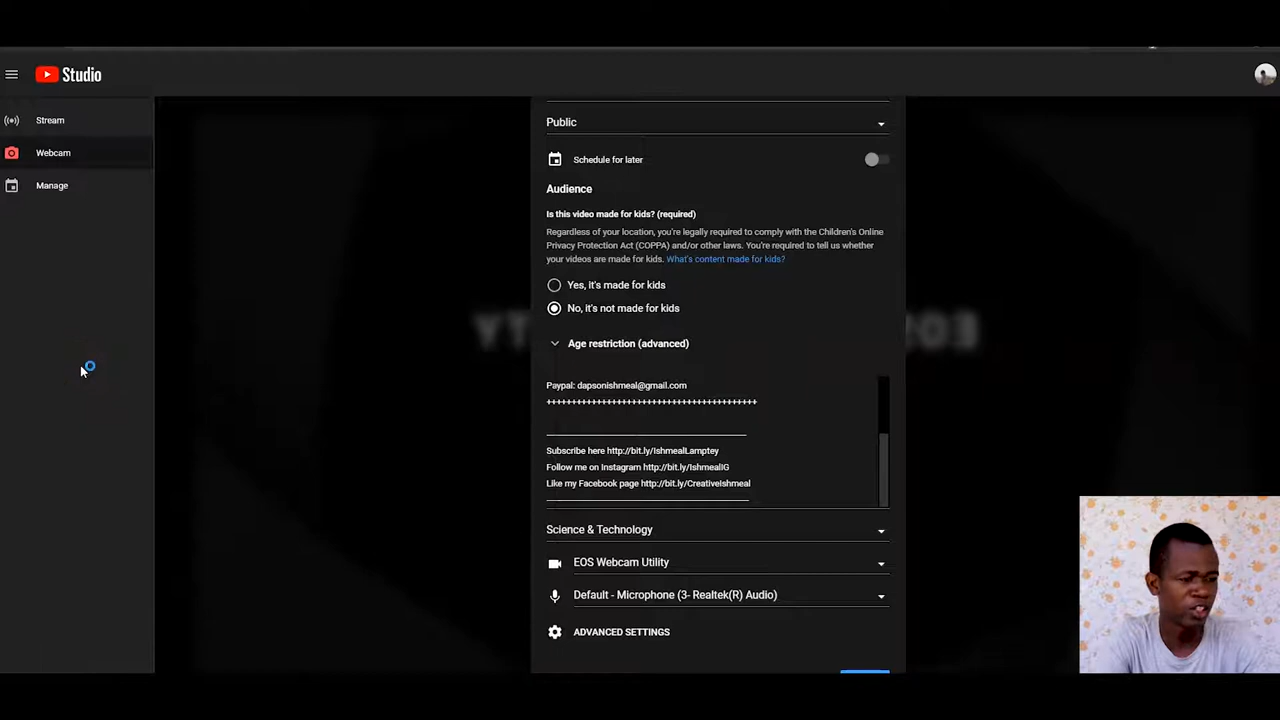 Studio
Stream
Webcam
Manage
Public
Schedule for later
Audience
Is this video made for kids? (required)
Regardless of your location, you're legally required to comply with the Children's Online
Privacy Protection Act (COPPA) and/or other laws. You're required to tell us whether
your videos are made for kids. What's content made for kids?
Yes, it's made for kids
No, it's not made for kids
Age restriction (advanced)
Paypal: dapsonishmeal@gmail.com
++++++++++++++++++++++++++++++++++++++++++
Subscribe here http://bit.ly/IshmealLamptey
Follow me on Instagram http://bit.ly/IshmealIG
Like my Facebook page http://bit.ly/CreativeIshmeal
Science & Technology
EOS Webcam Utility
Default - Microphone (3- Realtek(R) Audio)
ADVANCED SETTINGS